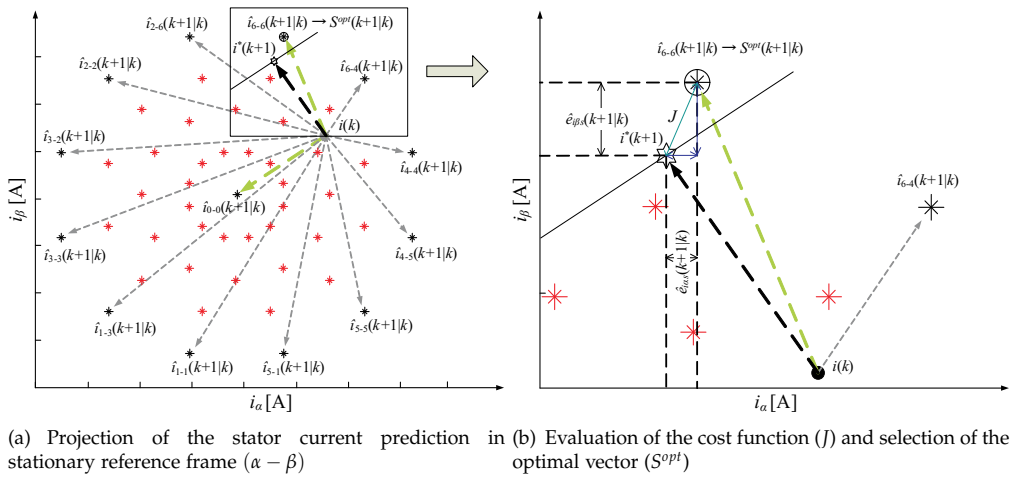 î₂₋₆(k+1|k)
î₆₋₆(k+1|k) → Sᵒᵖᵗ(k+1|k)
i*(k+1)
î₂₋₂(k+1|k)
î₆₋₄(k+1|k)
i(k)
î₃₋₂(k+1|k)
î₄₋₄(k+1|k)
î₀₋₀(k+1|k)
î₃₋₃(k+1|k)
î₄₋₅(k+1|k)
î₁₋₃(k+1|k)
î₅₋₅(k+1|k)
î₁₋₁(k+1|k)
î₅₋₁(k+1|k)
iβ [A]
iα [A]
î₆₋₆(k+1|k) → Sᵒᵖᵗ(k+1|k)
êiβs(k+1|k)
J
i*(k+1)
î₆₋₄(k+1|k)
êiαs(k+1|k)
i(k)
iβ [A]
iα [A]
(a) Projection of the stator current prediction in
stationary reference frame (α − β)
(b) Evaluation of the cost function (J) and selection of the
optimal vector (Sᵒᵖᵗ)